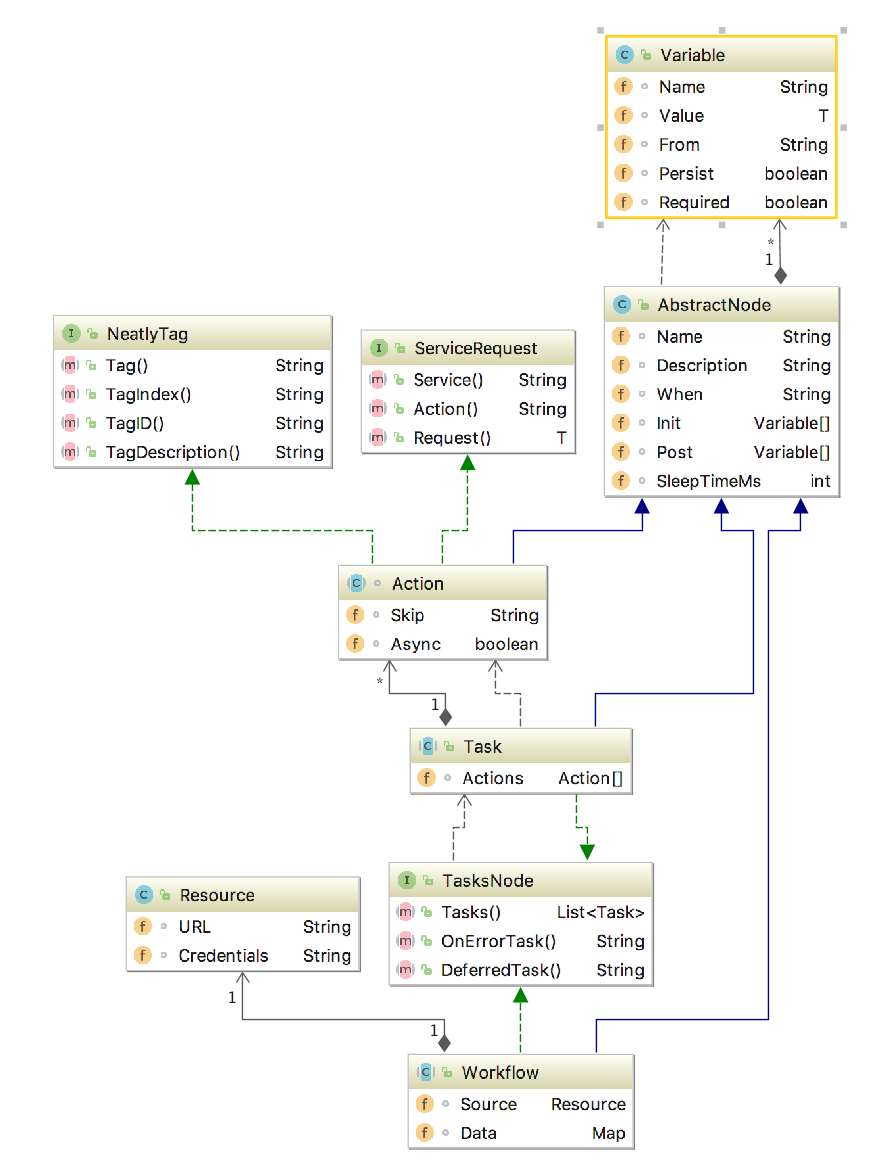 C Variable
f Name String
f Value T
f From String
f Persist boolean
f Required boolean
*
1
C AbstractNode
f Name String
f Description String
f When String
f Init Variable[]
f Post Variable[]
f SleepTimeMs int
I NeatlyTag
m Tag() String
m TagIndex() String
m TagID() String
m TagDescription() String
I ServiceRequest
m Service() String
m Action() String
m Request() T
C Action
f Skip String
f Async boolean
*
1
C Task
f Actions Action[]
I TasksNode
m Tasks() List<Task>
m OnErrorTask() String
m DeferredTask() String
C Resource
f URL String
f Credentials String
1
1
C Workflow
f Source Resource
f Data Map